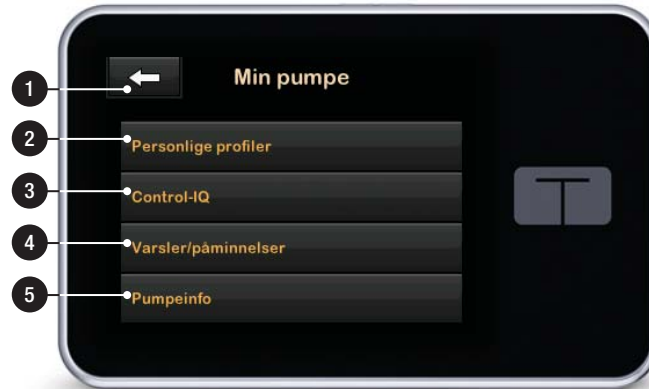 Min pumpe
1
2
Personlige profiler
3
Control-IQ
4
Varsler/påminnelser
5
Pumpeinfo